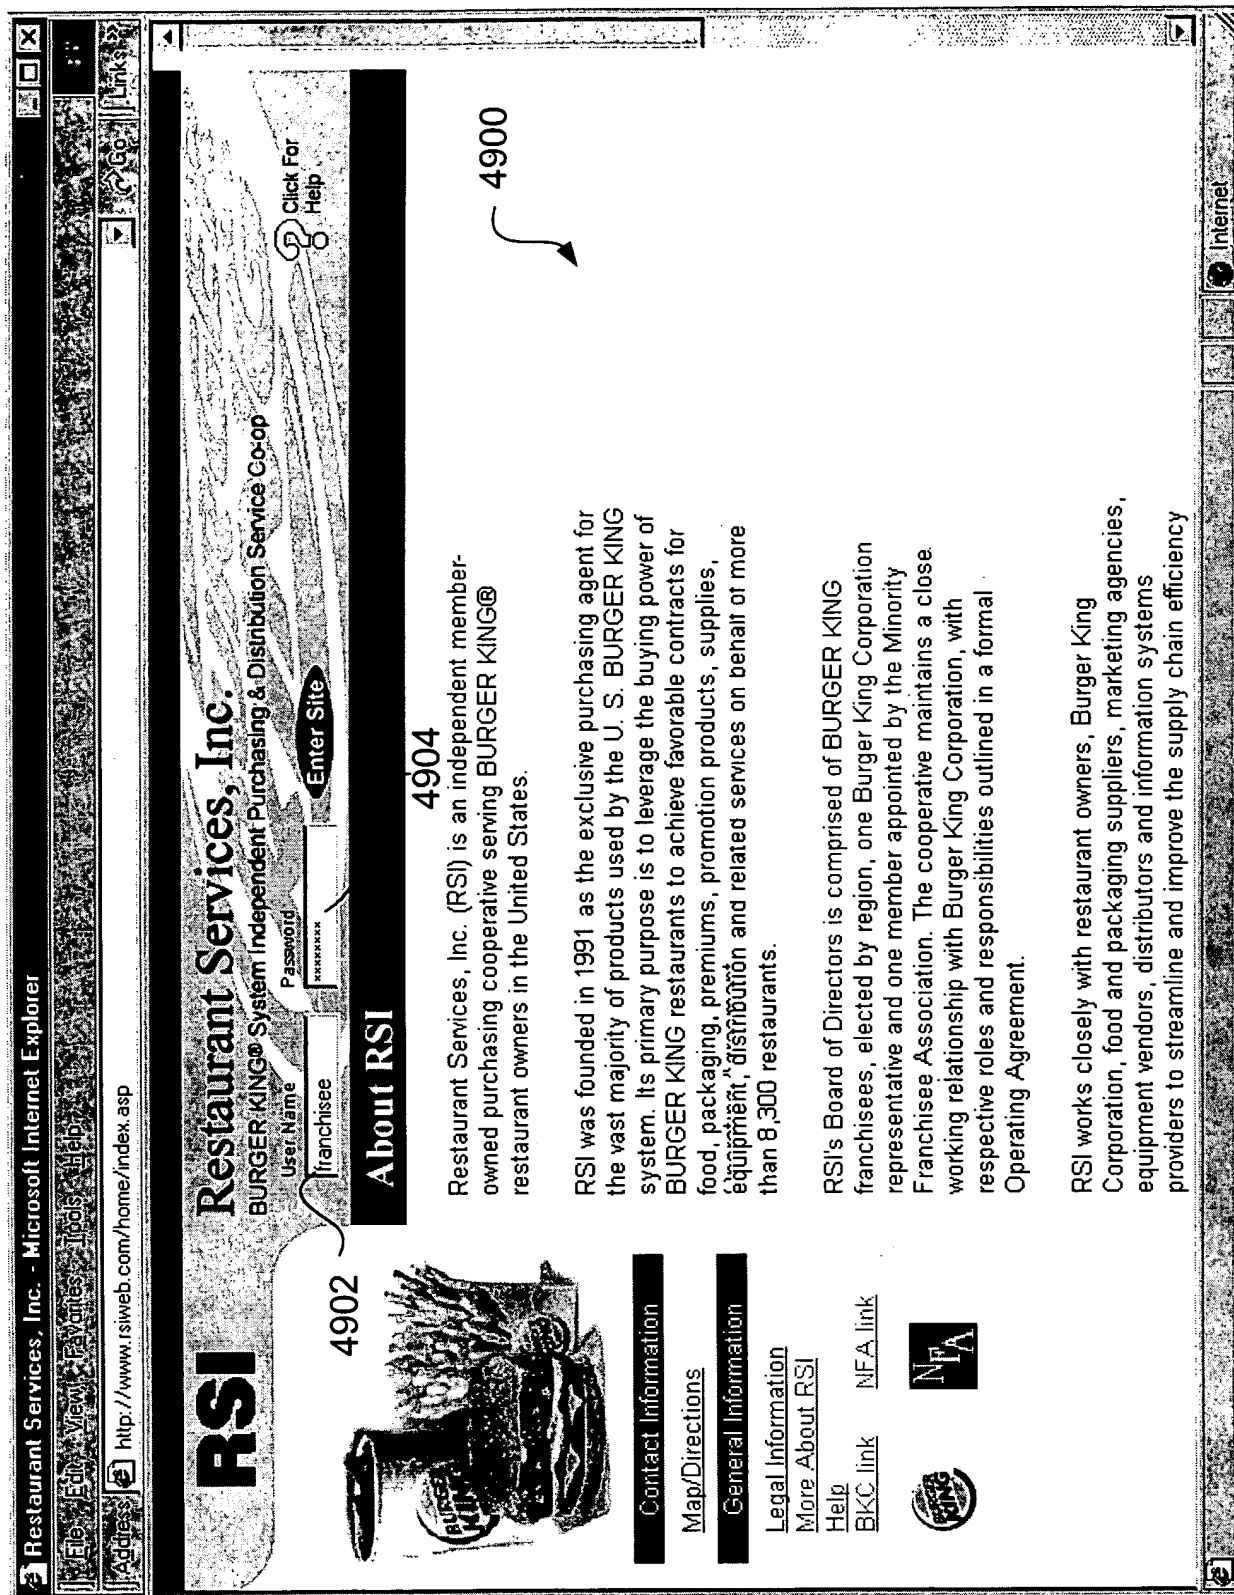 Restaurant Services, Inc. - Microsoft Internet Explorer
File Edit View Favorites Tools Help
Address http://www.rsiweb.com/home/index.asp Go Links »
RSI
Restaurant Services, Inc.
BURGER KING® System Independent Purchasing & Distribution Service Co-op
User Name Password
franchisee xxxxxxxxx Enter Site
Click For
Help
4902
4904
4900
About RSI
BURGER
KING
Contact Information
Map/Directions
General Information
Legal Information
More About RSI
Help
BKC link NFA link
BURGER
KING
NFA
Restaurant Services, Inc. (RSI) is an independent member-
owned purchasing cooperative serving BURGER KING®
restaurant owners in the United States.
RSI was founded in 1991 as the exclusive purchasing agent for
the vast majority of products used by the U. S. BURGER KING
system. Its primary purpose is to leverage the buying power of
BURGER KING restaurants to achieve favorable contracts for
food, packaging, premiums, promotion products, supplies,
equipment, distribution and related services on behalf of more
than 8,300 restaurants.
RSI's Board of Directors is comprised of BURGER KING
franchisees, elected by region, one Burger King Corporation
representative and one member appointed by the Minority
Franchisee Association. The cooperative maintains a close
working relationship with Burger King Corporation, with
respective roles and responsibilities outlined in a formal
Operating Agreement.
RSI works closely with restaurant owners, Burger King
Corporation, food and packaging suppliers, marketing agencies,
equipment vendors, distributors and information systems
providers to streamline and improve the supply chain efficiency
Internet